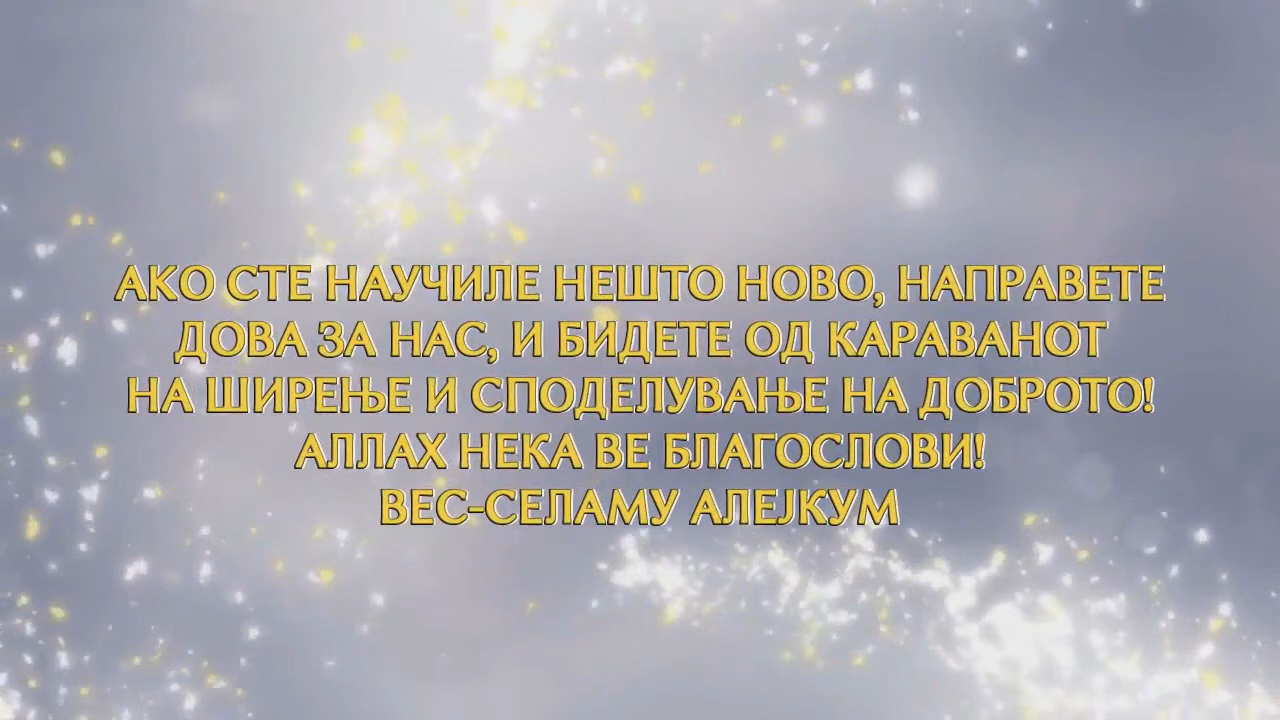 АКО СТЕ НАУЧИЛЕ НЕШТО НОВО, НАПРАВЕТЕ
ДОВА ЗА НАС, И БИДЕТЕ ОД КАРАВАНОТ
НА ШИРЕЊЕ И СПОДЕЛУВАЊЕ НА ДОБРОТО!
АЛЛАХ НЕКА ВЕ БЛАГОСЛОВИ!
ВЕС-СЕЛАМУ АЛЕЈКУМ